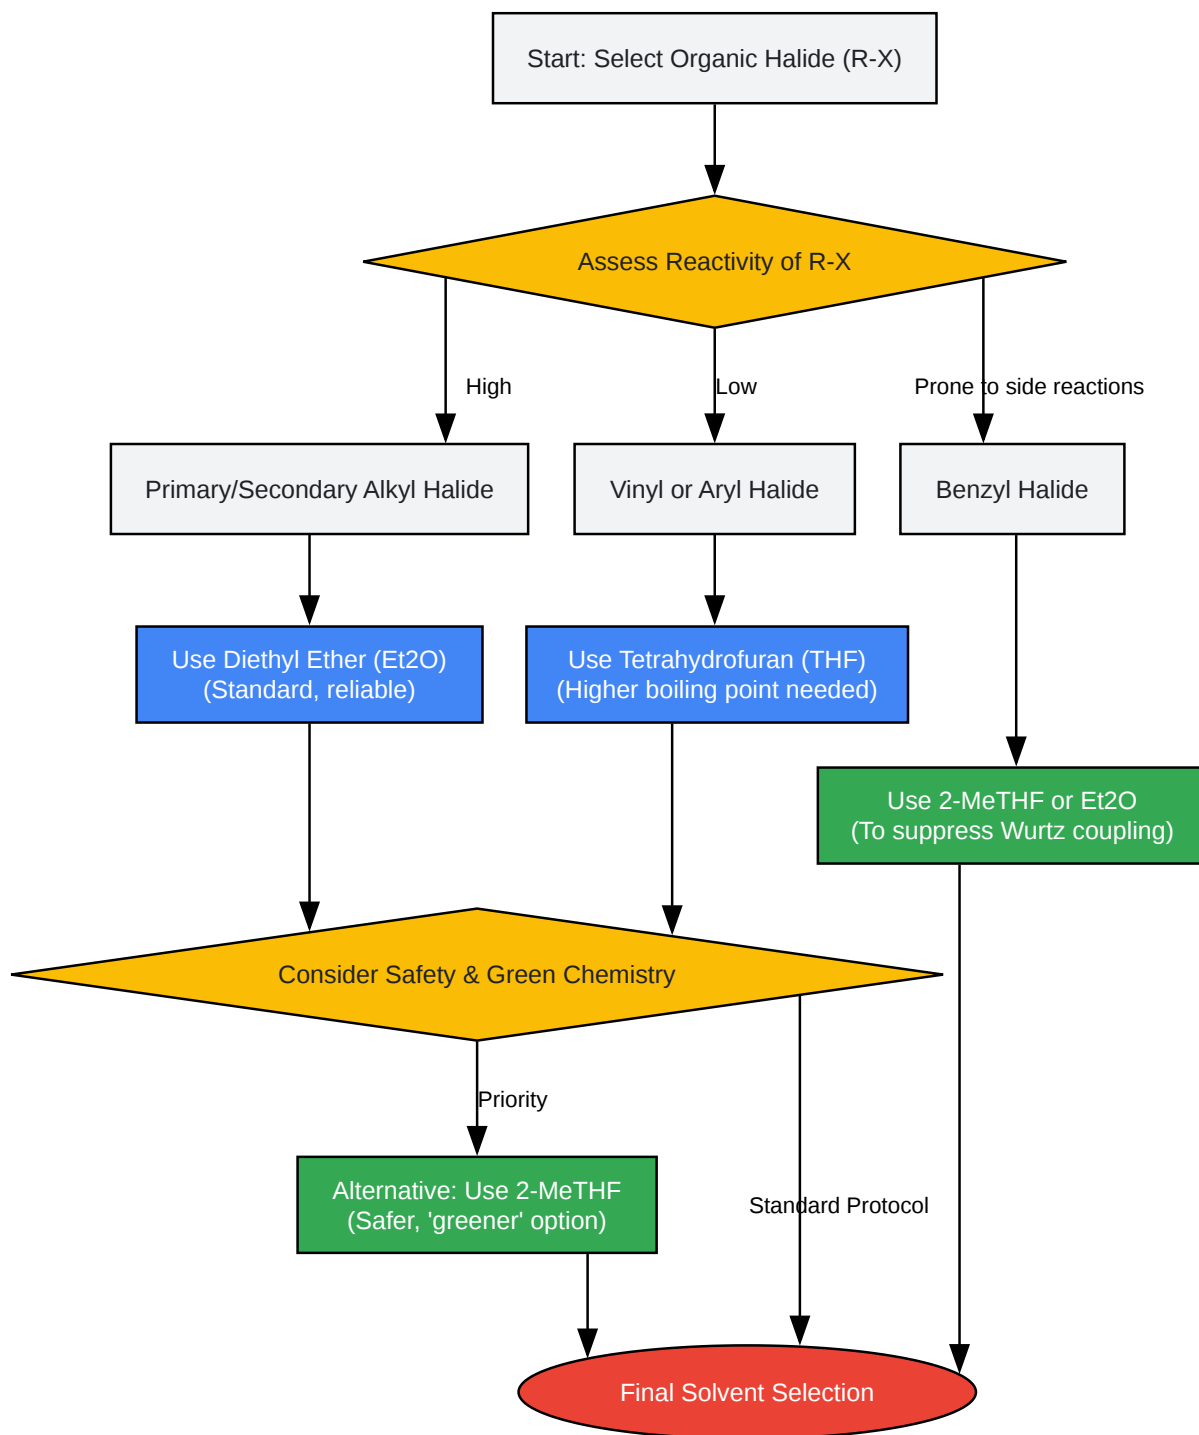 Start: Select Organic Halide (R-X)
Assess Reactivity of R-X
High
Low
Prone to side reactions
Primary/Secondary Alkyl Halide
Vinyl or Aryl Halide
Benzyl Halide
Use Diethyl Ether (Et2O)
(Standard, reliable)
Use Tetrahydrofuran (THF)
(Higher boiling point needed)
Use 2-MeTHF or Et2O
(To suppress Wurtz coupling)
Consider Safety & Green Chemistry
Priority
Alternative: Use 2-MeTHF
(Safer, 'greener' option)
Standard Protocol
Final Solvent Selection